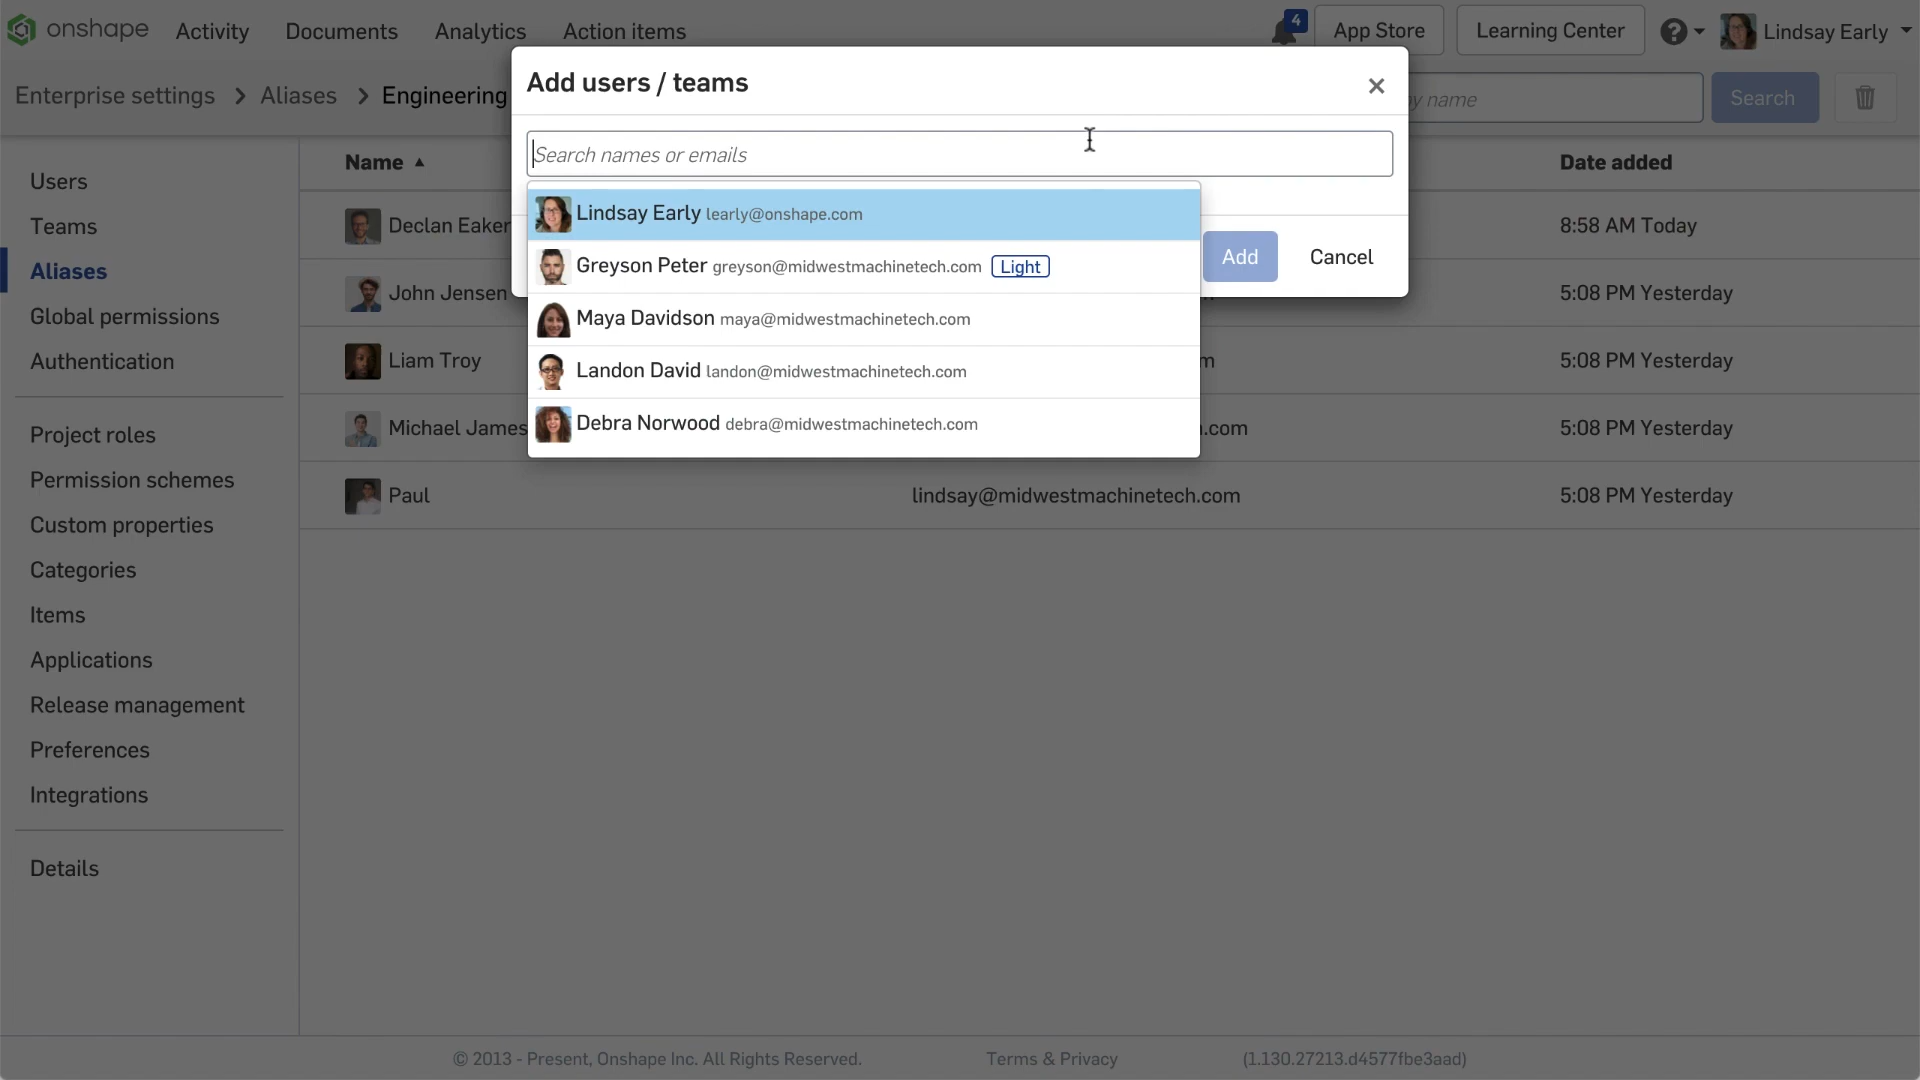 onshape Activity Documents Analytics Action items 4 App Store Learning Center ? Lindsay Early
Enterprise settings > Aliases > Engineering
Add users / teams ×
y name Search
Search names or emails
Name ▲ Date added
Users
Teams
Aliases
Global permissions
Authentication
Project roles
Permission schemes
Custom properties
Categories
Items
Applications
Release management
Preferences
Integrations
Details
Lindsay Early learly@onshape.com
Greyson Peter greyson@midwestmachinetech.com Light
Maya Davidson maya@midwestmachinetech.com
Landon David landon@midwestmachinetech.com
Debra Norwood debra@midwestmachinetech.com
Add Cancel
Declan Eaker 8:58 AM Today
John Jensen 5:08 PM Yesterday
Liam Troy m 5:08 PM Yesterday
Michael James .com 5:08 PM Yesterday
Paul lindsay@midwestmachinetech.com 5:08 PM Yesterday
© 2013 - Present, Onshape Inc. All Rights Reserved. Terms & Privacy (1.130.27213.d4577fbe3aad)